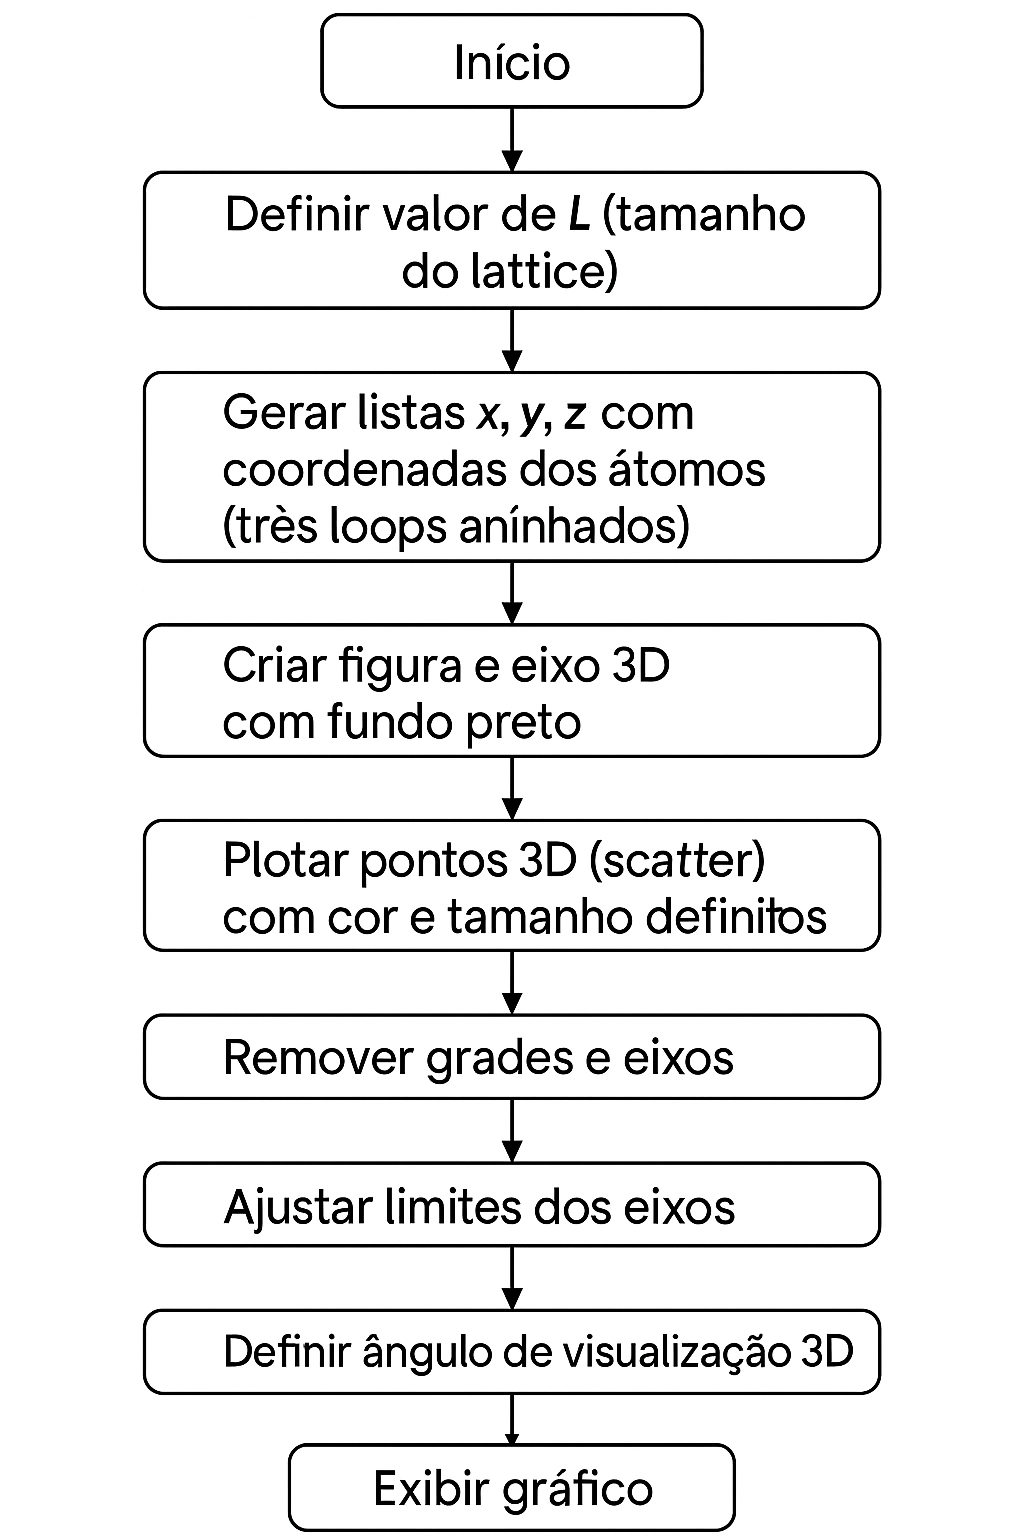 Início
Definir valor de L (tamanho
do lattice)
Gerar listas x, y, z com
coordenadas dos átomos
(très loops anínhados)
Criar figura e eixo 3D
com fundo preto
Plotar pontos 3D (scatter)
com cor e tamanho definitos
Remover grades e eixos
Ajustar limites dos eixos
Definir ângulo de visualização 3D
Exibir gráfico